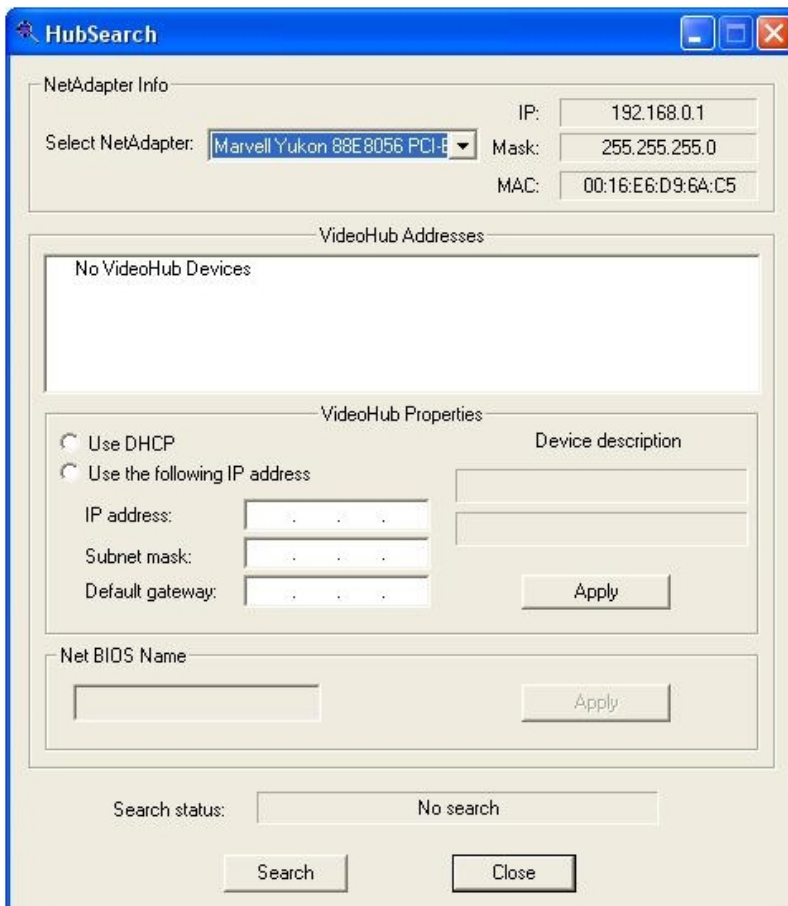 HubSearch
NetAdapter Info
Select NetAdapter: Marvell Yukon 88E8056 PCI-E
IP: 192.168.0.1
Mask: 255.255.255.0
MAC: 00:16:E6:D9:6A:C5
VideoHub Addresses
No VideoHub Devices
VideoHub Properties
Use DHCP
Use the following IP address
Device description
IP address: . . .
Subnet mask: . . .
Default gateway: . . .
Apply
Net BIOS Name
Apply
Search status: No search
Search Close